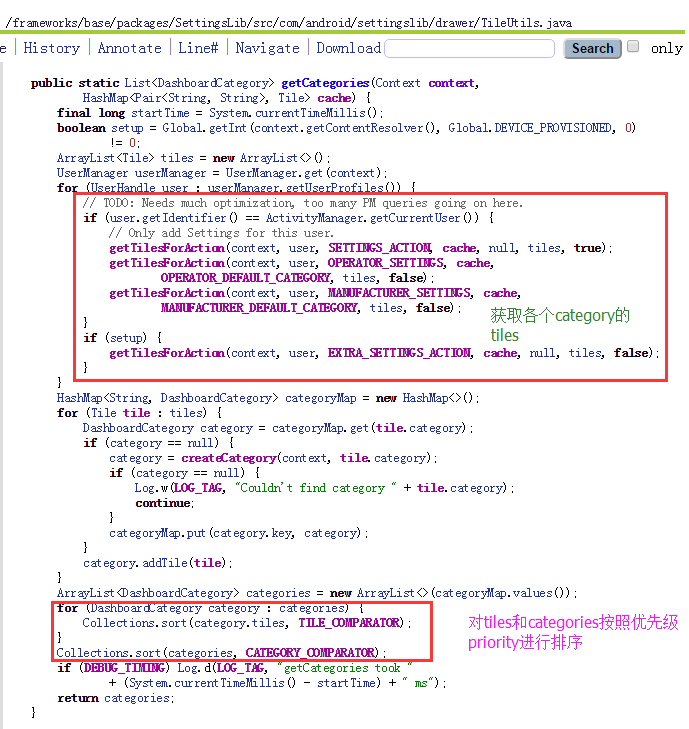 /frameworks/base/packages/SettingsLib/src/com/android/settingslib/drawer/TileUtils.java
e | History | Annotate | Line# | Navigate | Download Search only
public static List<DashboardCategory> getCategories(Context context,
HashMap<Pair<String, String>, Tile> cache) {
final long startTime = System.currentTimeMillis();
boolean setup = Global.getInt(context.getContentResolver(), Global.DEVICE_PROVISIONED, 0)
!= 0;
ArrayList<Tile> tiles = new ArrayList<>();
UserManager userManager = UserManager.get(context);
for (UserHandle user : userManager.getUserProfiles()) {
// TODO: Needs much optimization, too many PM queries going on here.
if (user.getIdentifier() == ActivityManager.getCurrentUser()) {
// Only add Settings for this user.
getTilesForAction(context, user, SETTINGS_ACTION, cache, null, tiles, true);
getTilesForAction(context, user, OPERATOR_SETTINGS, cache,
OPERATOR_DEFAULT_CATEGORY, tiles, false);
getTilesForAction(context, user, MANUFACTURER_SETTINGS, cache,
MANUFACTURER_DEFAULT_CATEGORY, tiles, false);
}
获取各个category的
tiles
if (setup) {
getTilesForAction(context, user, EXTRA_SETTINGS_ACTION, cache, null, tiles, false);
}
}
HashMap<String, DashboardCategory> categoryMap = new HashMap<>();
for (Tile tile : tiles) {
DashboardCategory category = categoryMap.get(tile.category);
if (category == null) {
category = createCategory(context, tile.category);
if (category == null) {
Log.w(LOG_TAG, "Couldn't find category " + tile.category);
continue;
}
categoryMap.put(category.key, category);
}
category.addTile(tile);
}
ArrayList<DashboardCategory> categories = new ArrayList<>(categoryMap.values());
for (DashboardCategory category : categories) {
Collections.sort(category.tiles, TILE_COMPARATOR);
}
Collections.sort(categories, CATEGORY_COMPARATOR);
对tiles和categories按照优先级
priority进行排序
if (DEBUG_TIMING) Log.d(LOG_TAG, "getCategories took "
+ (System.currentTimeMillis() - startTime) + " ms");
return categories;
}